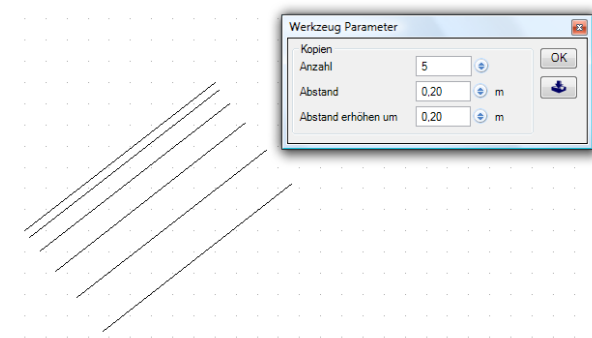 Werkzeug Parameter
Kopien
Anzahl 5
Abstand 0,20 m
Abstand erhöhen um 0,20 m
OK